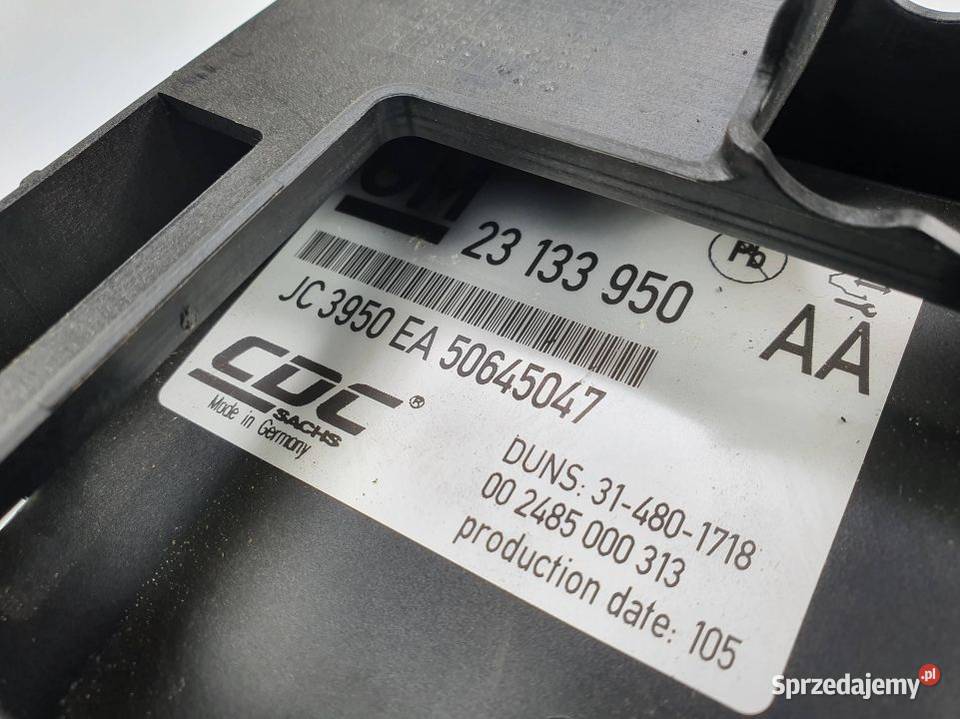 GM
23 133 950
Pb
AA
JC 3950 EA 50645047
CDC®
SACHS
Made in Germany
DUNS: 31-480-1718
00 2485 000 313
production date: 105
Sprzedajemy.pl